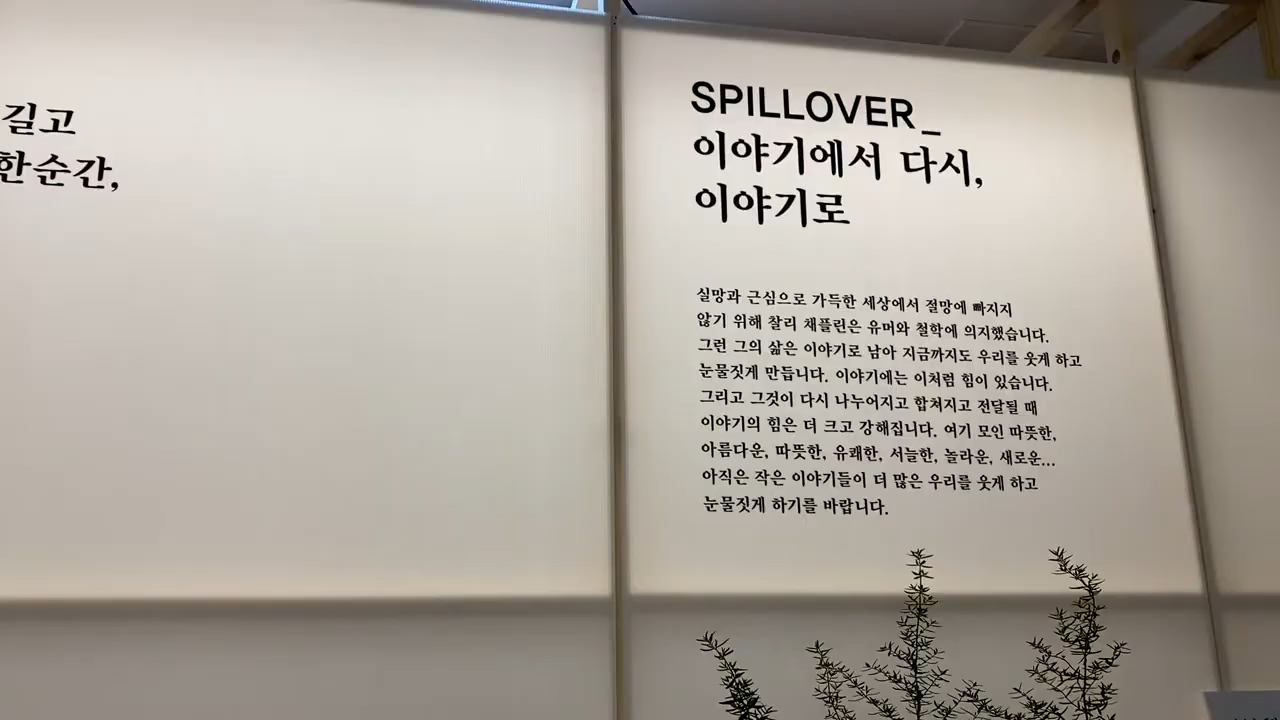 길고
한순간,
SPILLOVER_
이야기에서 다시,
이야기로
실망과 근심으로 가득한 세상에서 절망에 빠지지
않기 위해 찰리 채플린은 유머와 철학에 의지했습니다.
그런 그의 삶은 이야기로 남아 지금까지도 우리를 웃게 하고
눈물짓게 만듭니다. 이야기에는 이처럼 힘이 있습니다.
그리고 그것이 다시 나누어지고 합쳐지고 전달될 때
이야기의 힘은 더 크고 강해집니다. 여기 모인 따뜻한,
아름다운, 따뜻한, 유쾌한, 서늘한, 놀라운, 새로운...
아직은 작은 이야기들이 더 많은 우리를 웃게 하고
눈물짓게 하기를 바랍니다.